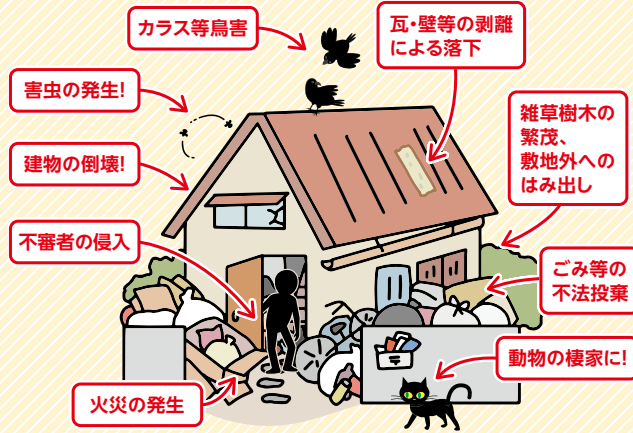 カラス等鳥害
瓦・壁等の剥離
による落下
害虫の発生!
雑草樹木の
繁茂、
敷地外への
はみ出し
建物の倒壊!
不審者の侵入
ごみ等の
不法投棄
動物の棲家に!
火災の発生